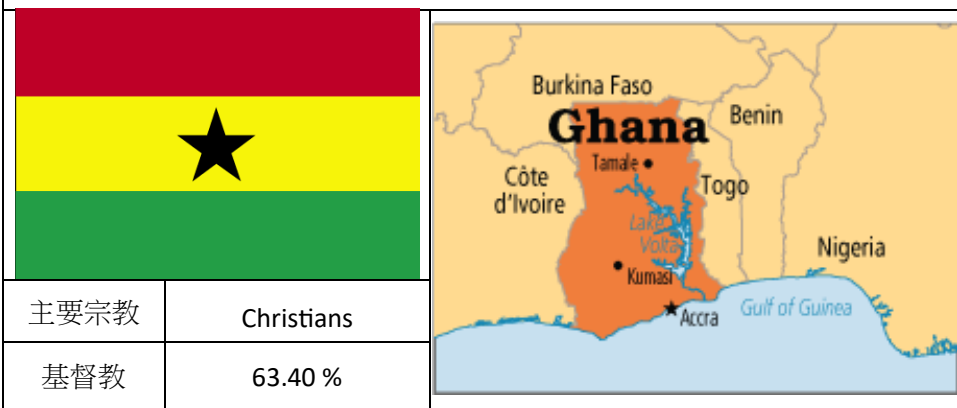 主要宗教
Christians
基督教
63.40 %
Burkina Faso
Ghana
Benin
Tamale
Côte
d'Ivoire
Togo
Lake
Volta
Nigeria
Kumasi
Accra
Gulf of Guinea